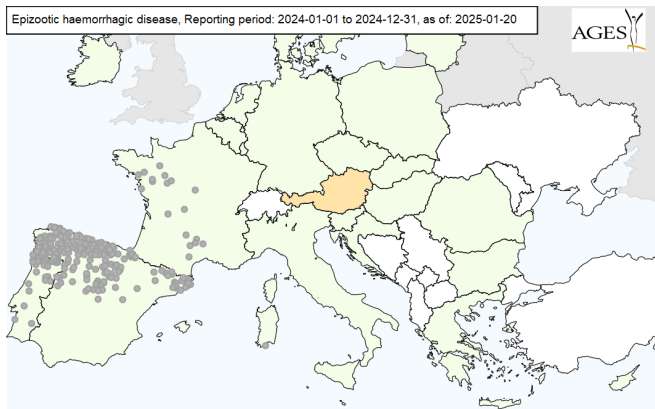 Epizootic haemorrhagic disease, Reporting period: 2024-01-01 to 2024-12-31, as of: 2025-01-20
AGES